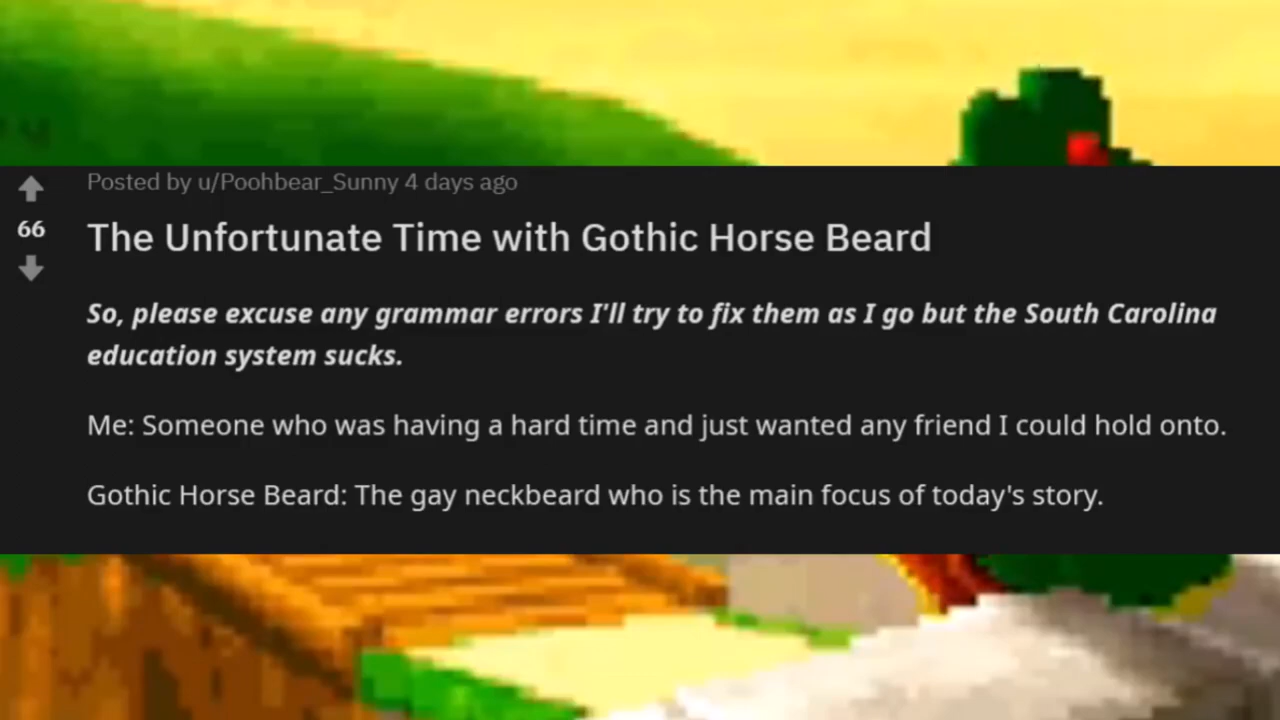 Posted by u/Poohbear_Sunny 4 days ago
66
The Unfortunate Time with Gothic Horse Beard
So, please excuse any grammar errors I'll try to fix them as I go but the South Carolina
education system sucks.
Me: Someone who was having a hard time and just wanted any friend I could hold onto.
Gothic Horse Beard: The gay neckbeard who is the main focus of today's story.